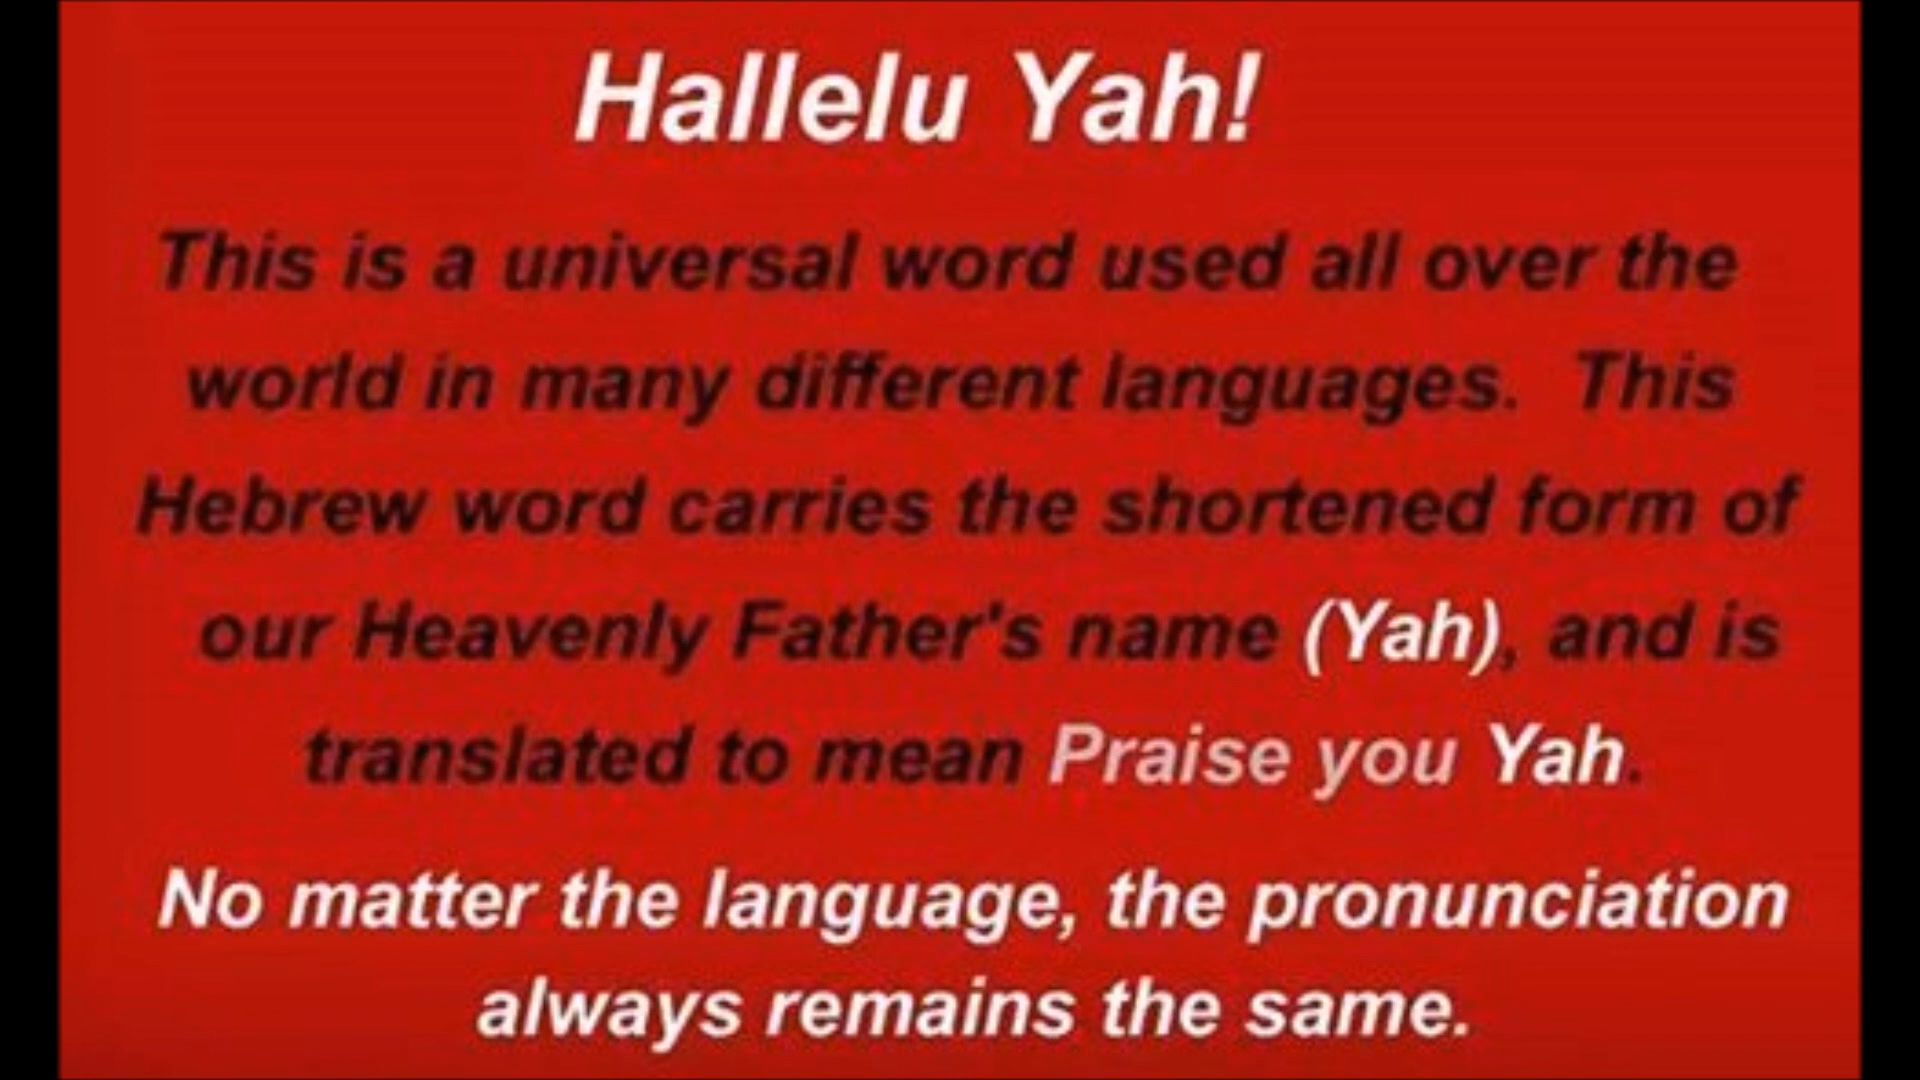 Hallelu Yah!
This is a universal word used all over the
world in many different languages. This
Hebrew word carries the shortened form of
our Heavenly Father's name (Yah), and is
translated to mean Praise you Yah.
No matter the language, the pronunciation
always remains the same.